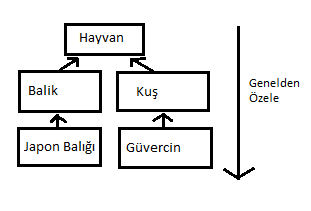 Hayvan
Balik
Kuş
Genelden
Özele
Japon Balığı
Güvercin